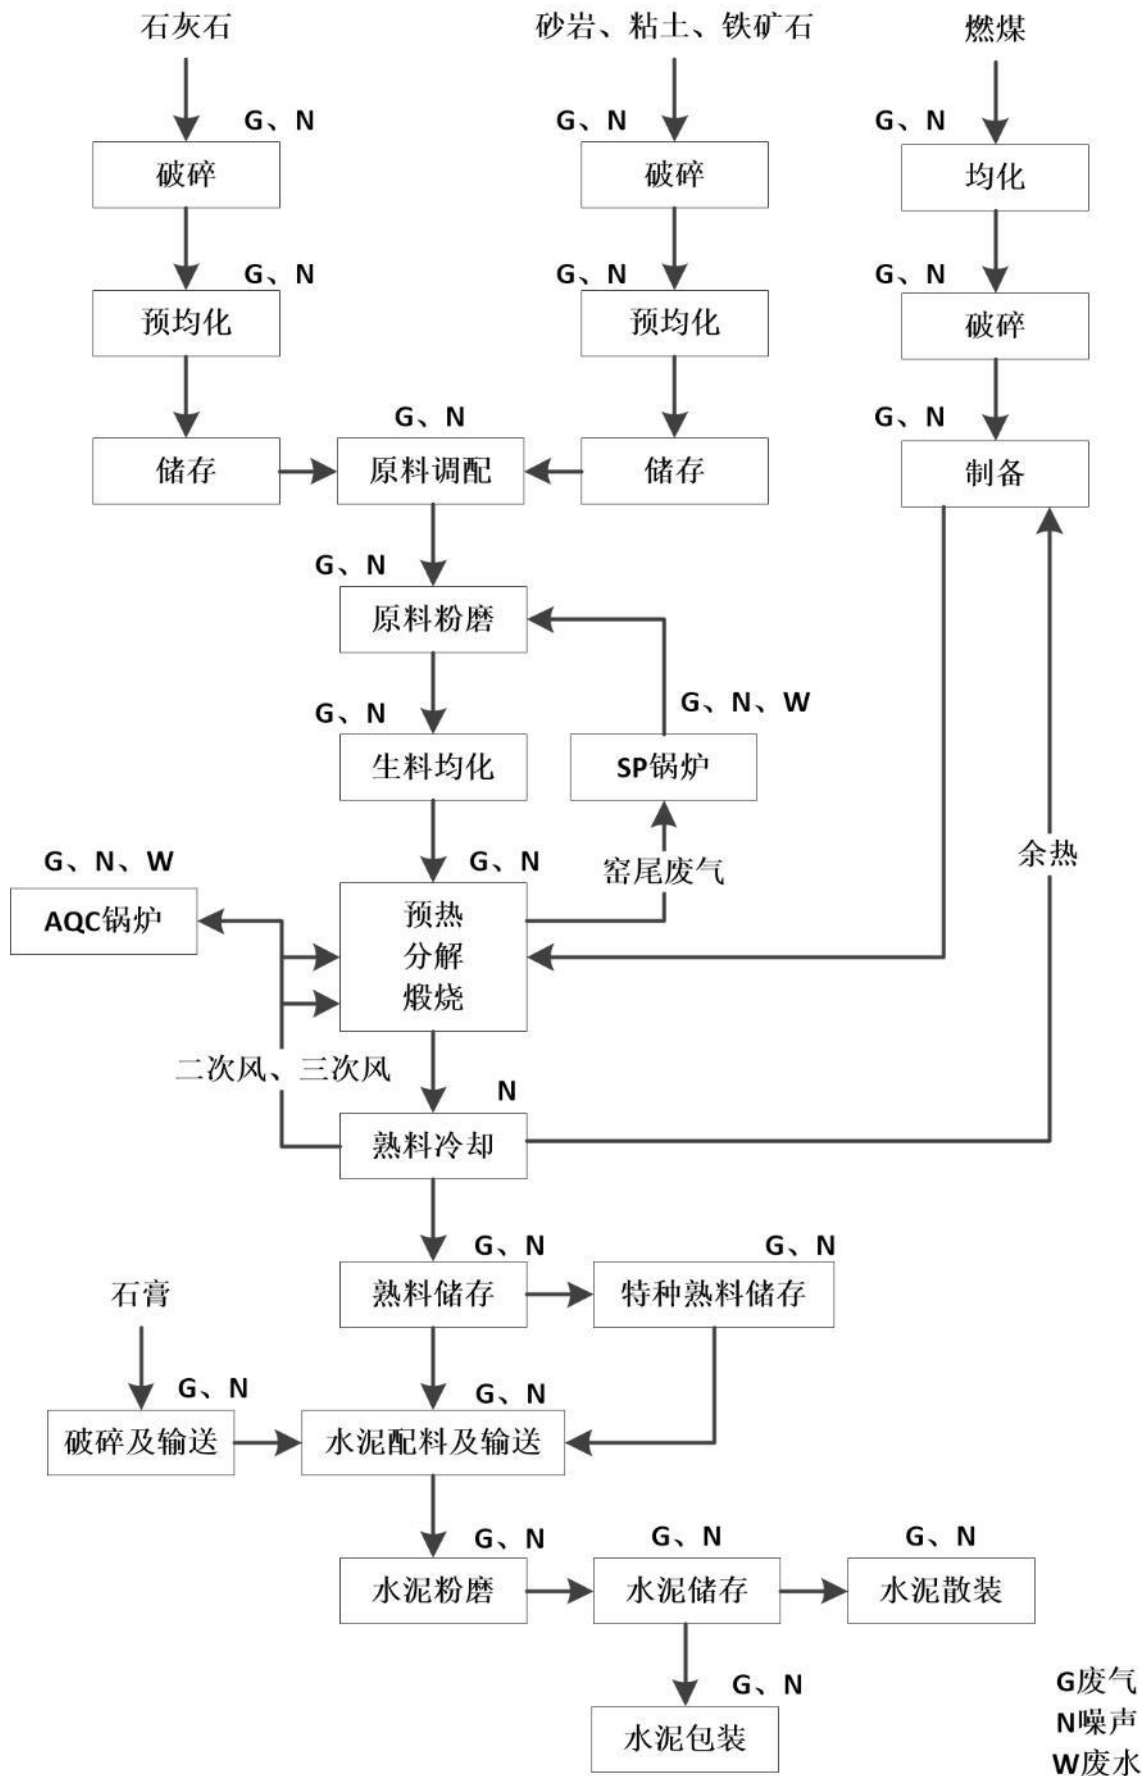 石灰石
砂岩、粘土、铁矿石
燃煤
G、N
G、N
G、N
破碎
破碎
均化
G、N
G、N
G、N
预均化
预均化
破碎
G、N
G、N
储存
原料调配
储存
制备
G、N
原料粉磨
G、N、W
G、N
生料均化
SP锅炉
余热
G、N、W
G、N
窑尾废气
AQC锅炉
预热
分解
煅烧
二次风、三次风
N
熟料冷却
G、N
G、N
石膏
熟料储存
特种熟料储存
G、N
G、N
破碎及输送
水泥配料及输送
G、N
G、N
G、N
水泥粉磨
水泥储存
水泥散装
G、N
水泥包装
G废气
N噪声
W废水